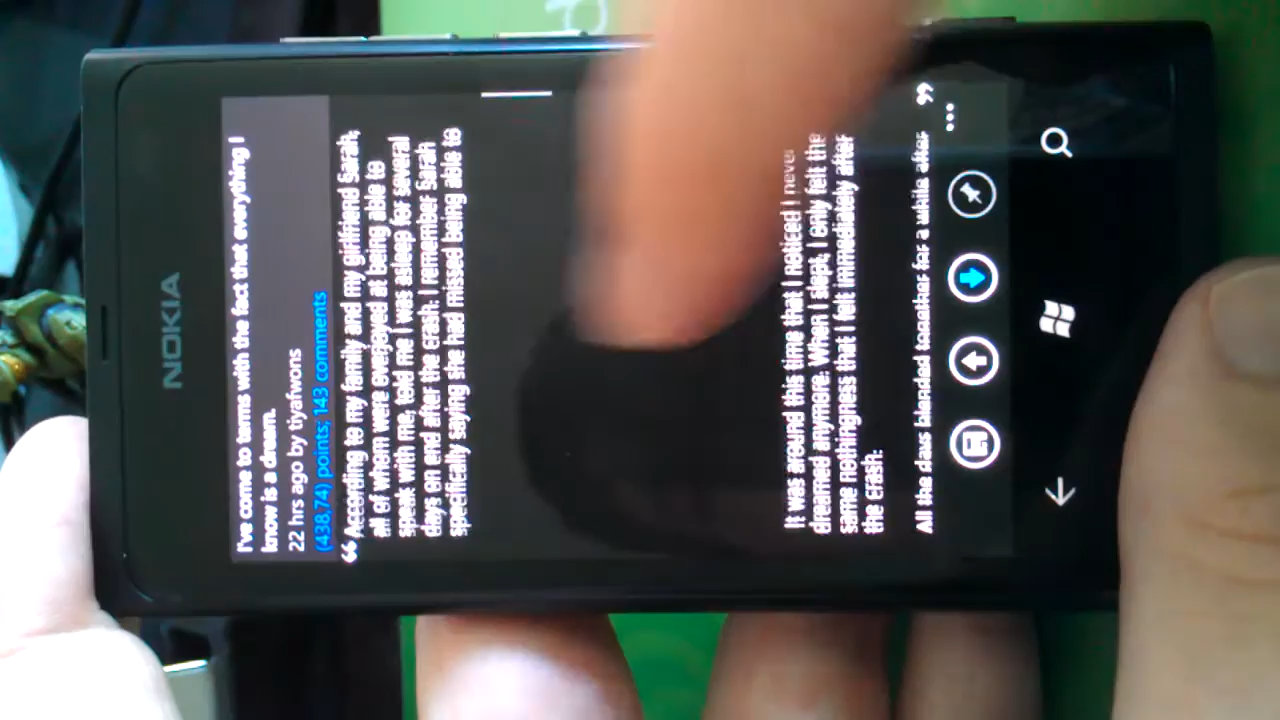 NOKIA
I've come to terms with the fact that everything I
know is a dream.
22 hrs ago by tiyafwons
(438,74) points; 143 comments
“ According to my family and my girlfriend Sarah,
all of whom were overjoyed at being able to
speak with me, told me I was asleep for several
days on end after the crash. I remember Sarah
specifically saying she had missed being able to
It was around this time that I noticed I never
dreamed anymore. When I slept, I only felt the
same nothingness that I felt immediately after
the crash.
All the days blended together for a while after ”
...